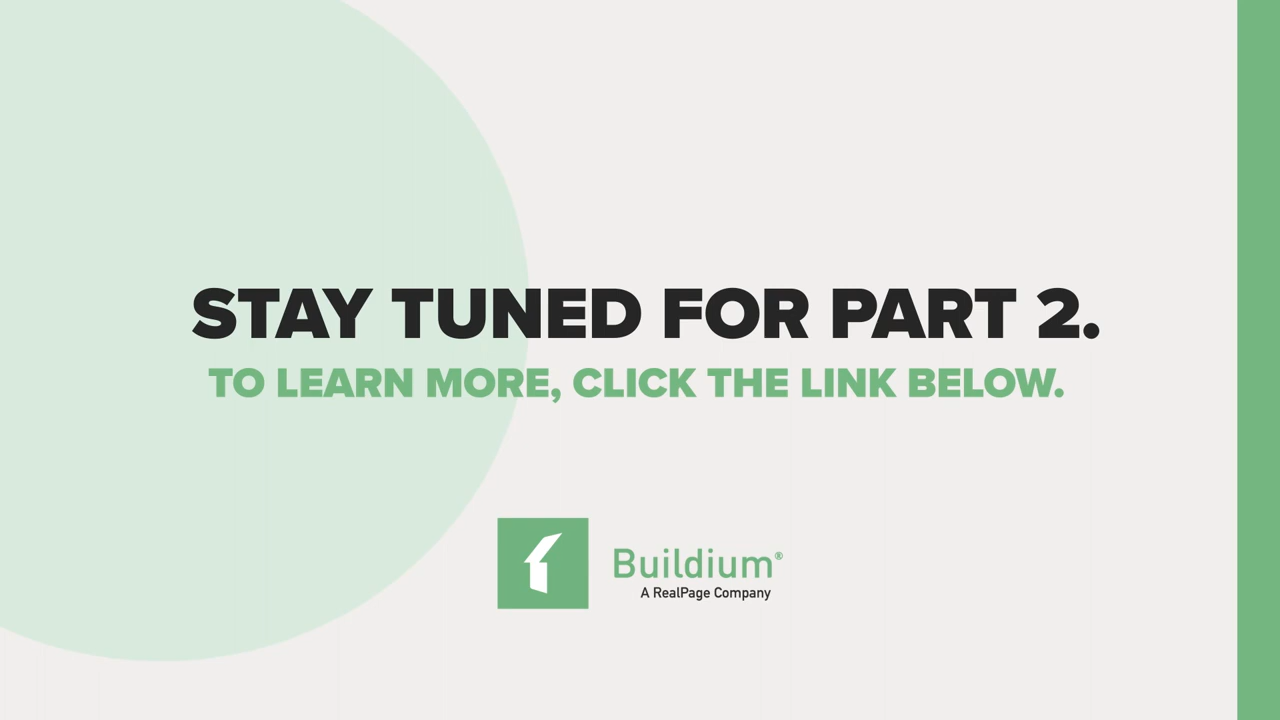 STAY TUNED FOR PART 2.
TO LEARN MORE, CLICK THE LINK BELOW.
Buildium®
A RealPage Company